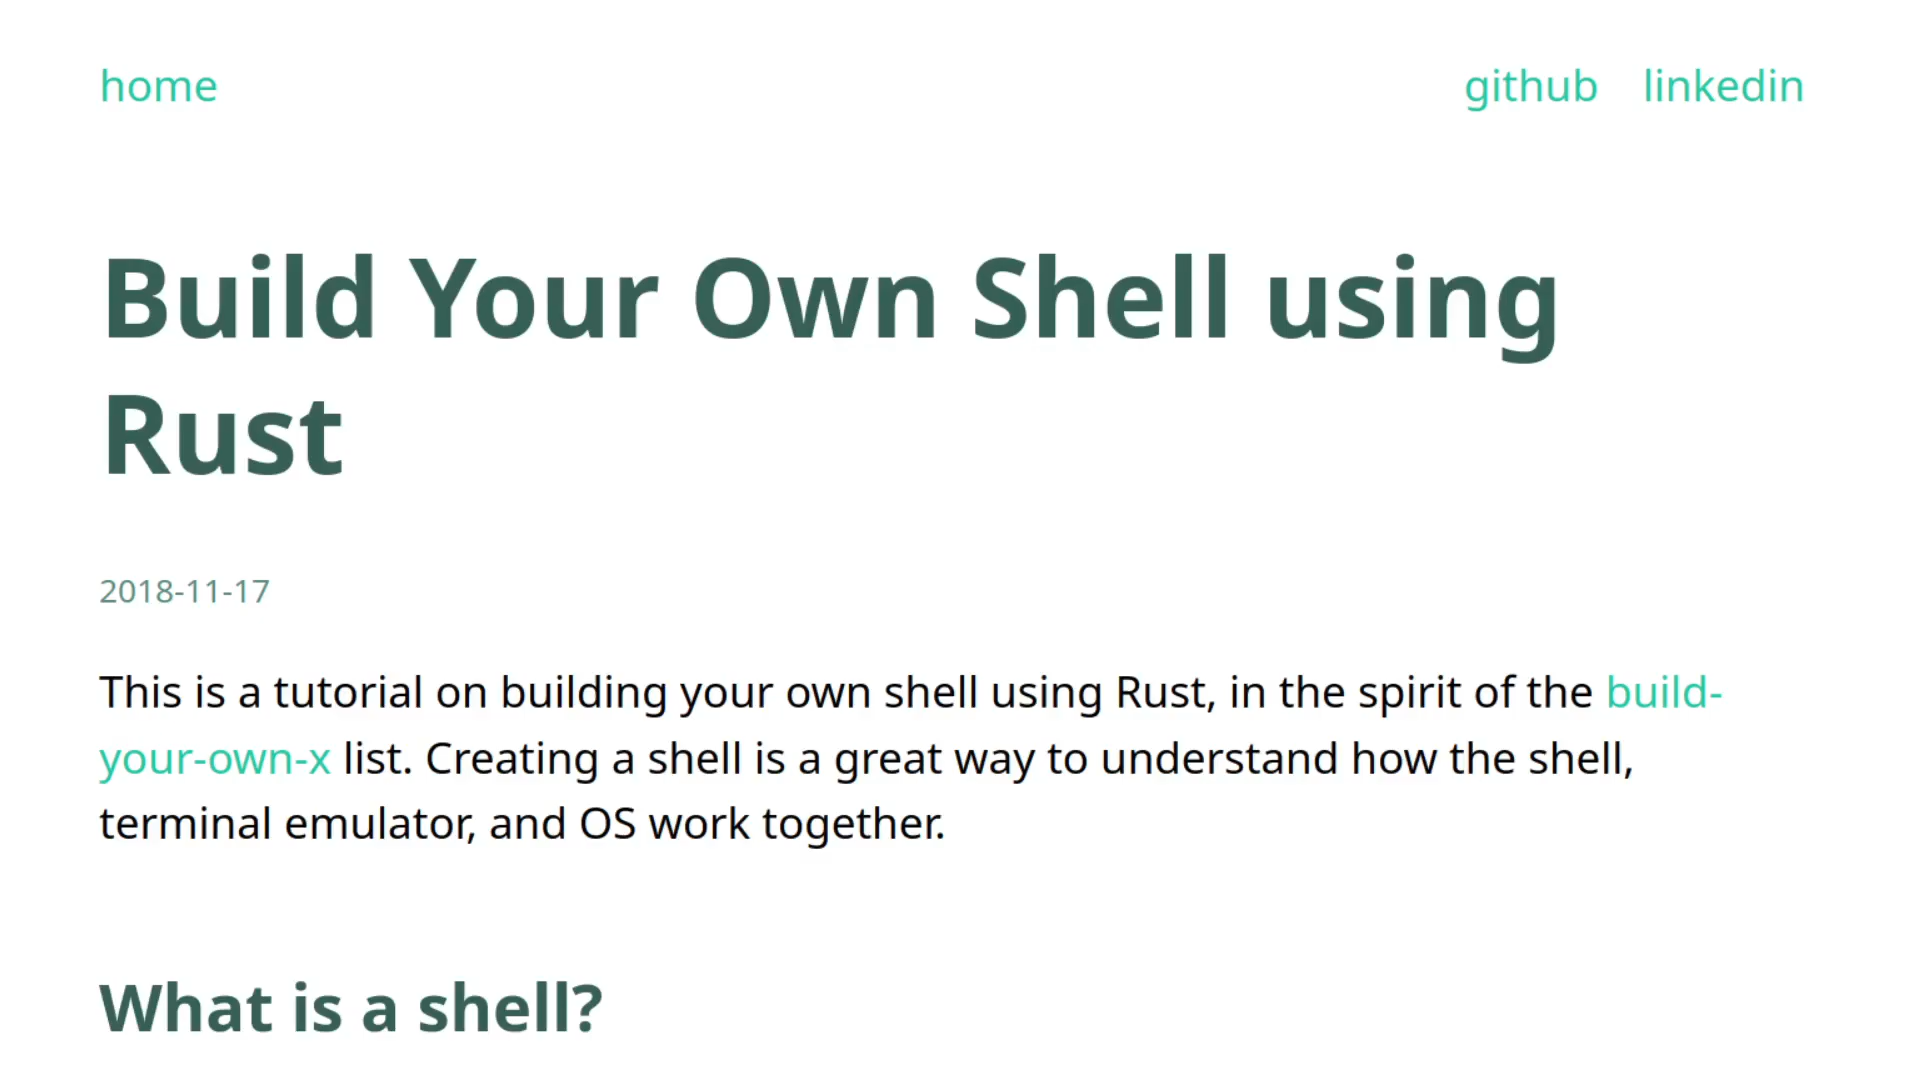 home github linkedin
Build Your Own Shell using
Rust
2018-11-17
This is a tutorial on building your own shell using Rust, in the spirit of the build-
your-own-x list. Creating a shell is a great way to understand how the shell,
terminal emulator, and OS work together.
What is a shell?